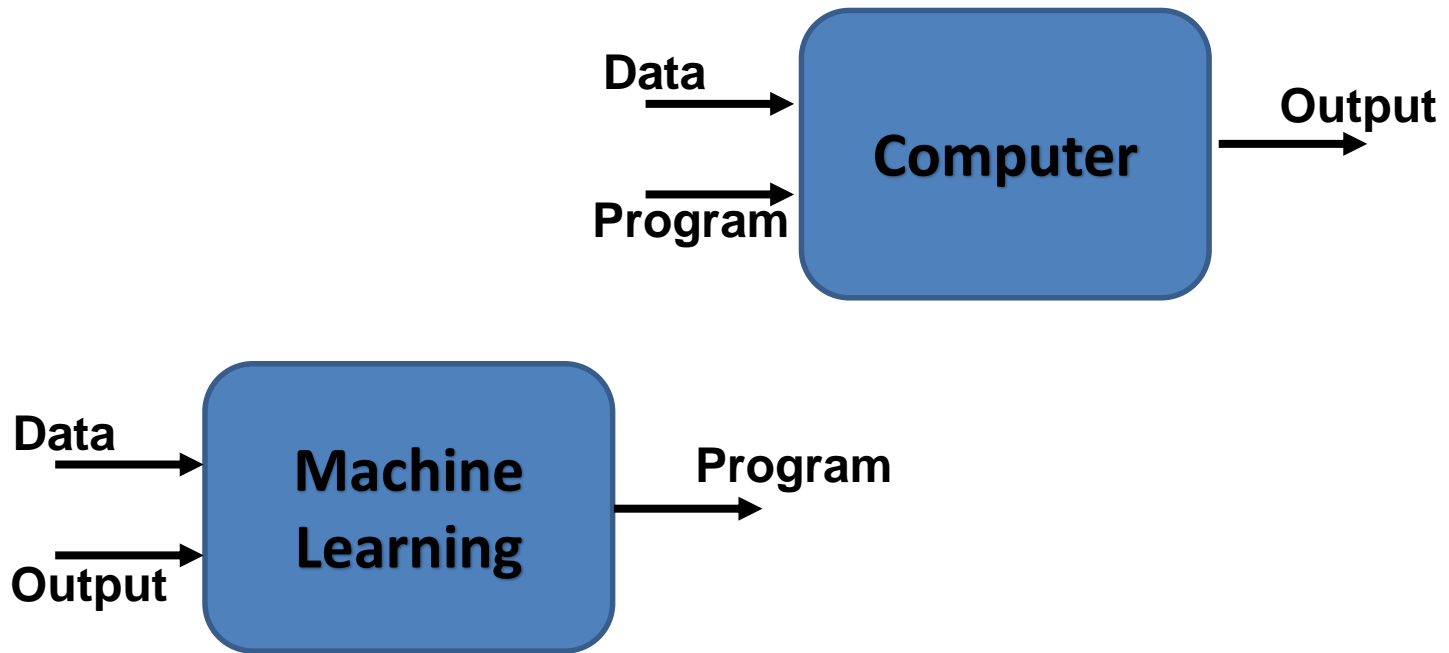 Data
Computer
Output
Program
Data
Machine
Learning
Program
Output